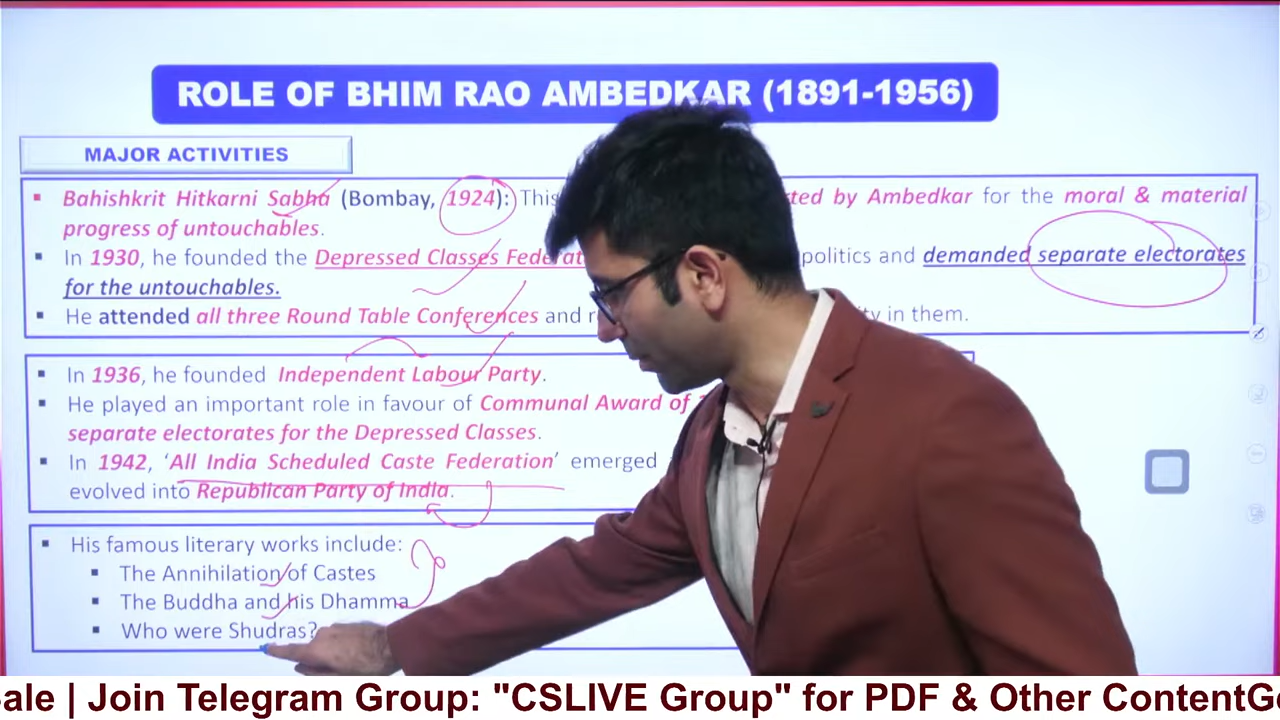 ROLE OF BHIM RAO AMBEDKAR (1891-1956)
MAJOR ACTIVITIES
Bahishkrit Hitkarni Sabha (Bombay, 1924): This by Ambedkar for the moral & material
progress of untouchables.
In 1930, he founded the Depressed Classes politics and demanded separate electorates
for the untouchables.
He attended all three Round Table Conferences and in them.
In 1936, he founded Independent Labour Party.
He played an important role in favour of Communal Award of
separate electorates for the Depressed Classes.
In 1942, 'All India Scheduled Caste Federation' emerged
evolved into Republican Party of India.
His famous literary works include:
The Annihilation of Castes
The Buddha and his Dhamma
Who were Shudras?
Join Telegram Group: "CSLIVE Group" for PDF & Other